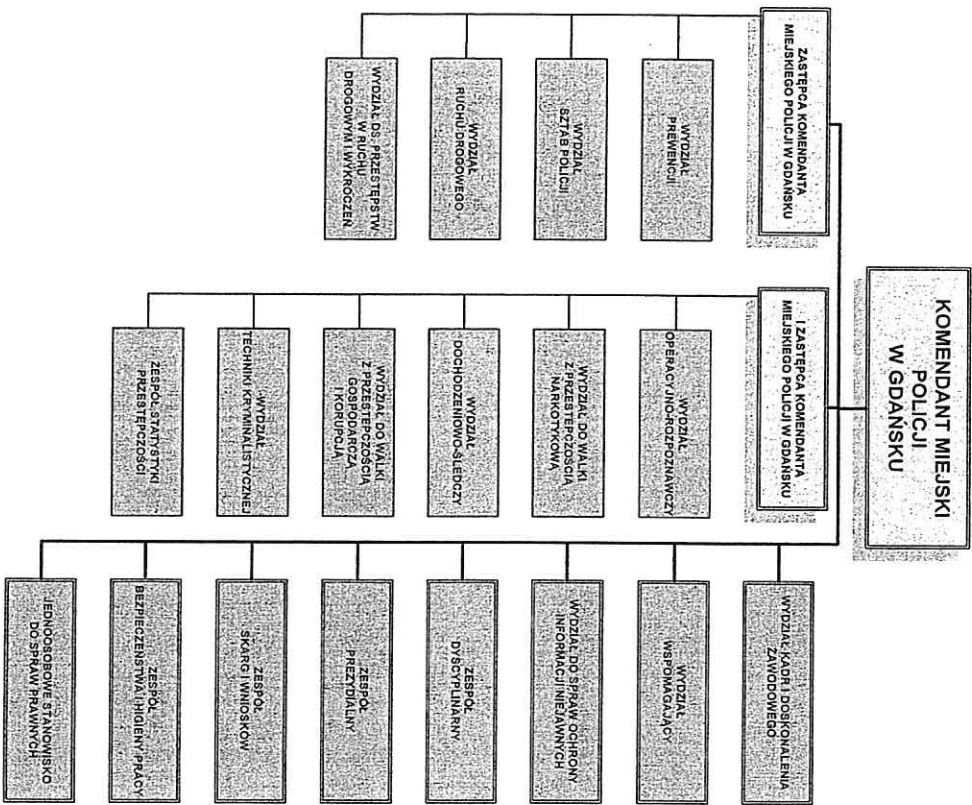 KOMENDANT MIEJSKI
POLICJI
W GDAŃSKU
ZASTĘPCA KOMENDANTA
MIEJSKIEGO POLICJI W GDAŃSKU
WYDZIAŁ
PREWENCJI
WYDZIAŁ
SZTAB POLICJI
WYDZIAŁ
RUCHU DROGOWEGO
WYDZIAŁ DS. PRZESTĘPSTW
W RUCHU
DROGOWYM I WYKROCZEŃ
I ZASTĘPCA KOMENDANTA
MIEJSKIEGO POLICJI W GDAŃSKU
WYDZIAŁ
OPERACYJNO-ROZPOZNAWCZY
WYDZIAŁ DO WALKI
Z PRZESTĘPCZOŚCIĄ
NARKOTYKOWĄ
WYDZIAŁ
DOCHODZENIOWO-ŚLEDCZY
WYDZIAŁ DO WALKI
Z PRZESTĘPCZOŚCIĄ
GOSPODARCZĄ
I KORUPCJĄ
WYDZIAŁ
TECHNIKI KRYMINALISTYCZNEJ
ZESPÓŁ STATYSTYKI
PRZESTĘPCZOŚCI
WYDZIAŁ KADR I DOSKONALENIA
ZAWODOWEGO
WYDZIAŁ
WSPOMAGAJĄCY
WYDZIAŁ DO SPRAW OCHRONY
INFORMACJI NIEJAWNYCH
ZESPÓŁ
DYSCYPLINARNY
ZESPÓŁ
PREZYDIALNY
ZESPÓŁ
SKARG I WNIOSKÓW
ZESPÓŁ
BEZPIECZEŃSTWA I HIGIENY PRACY
JEDNOOSOBOWE STANOWISKO
DO SPRAW PRAWNYCH